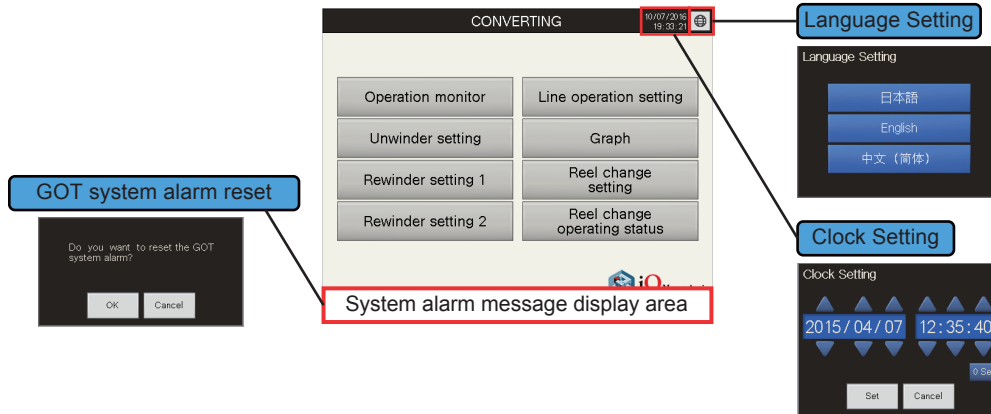 CONVERTING
10/07/2016
19:33:21
Operation monitor
Line operation setting
Unwinder setting
Graph
Rewinder setting 1
Reel change
setting
Rewinder setting 2
Reel change
operating status
System alarm message display area
GOT system alarm reset
Do you want to reset the GOT
system alarm?
OK Cancel
Language Setting
Language Setting
日本語
English
中文（简体）
Clock Setting
Clock Setting
2015/04/07 12:35:40
Set Cancel